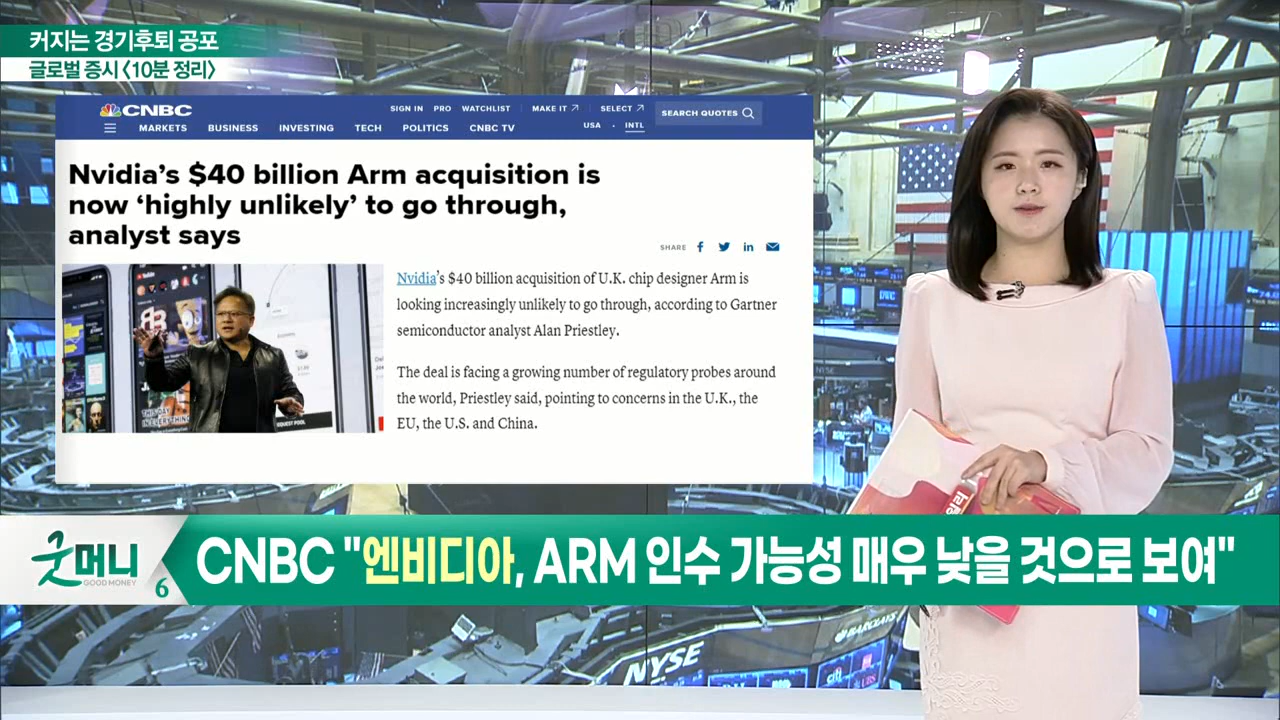 커지는 경기후퇴 공포
글로벌 증시 <10분 정리>
CNBC
SIGN IN PRO WATCHLIST MAKE IT SELECT SEARCH QUOTES
MARKETS BUSINESS INVESTING TECH POLITICS CNBC TV USA · INTL
Nvidia's $40 billion Arm acquisition is
now 'highly unlikely' to go through,
analyst says
SHARE
Nvidia's $40 billion acquisition of U.K. chip designer Arm is
looking increasingly unlikely to go through, according to Gartner
semiconductor analyst Alan Priestley.
The deal is facing a growing number of regulatory probes around
the world, Priestley said, pointing to concerns in the U.K., the
EU, the U.S. and China.
YouTube
THIS DAY
IN EVERYTHING
굿머니
GOOD MONEY
6
CNBC "엔비디아, ARM 인수 가능성 매우 낮을 것으로 보여"
BARCLAYS
NYSE